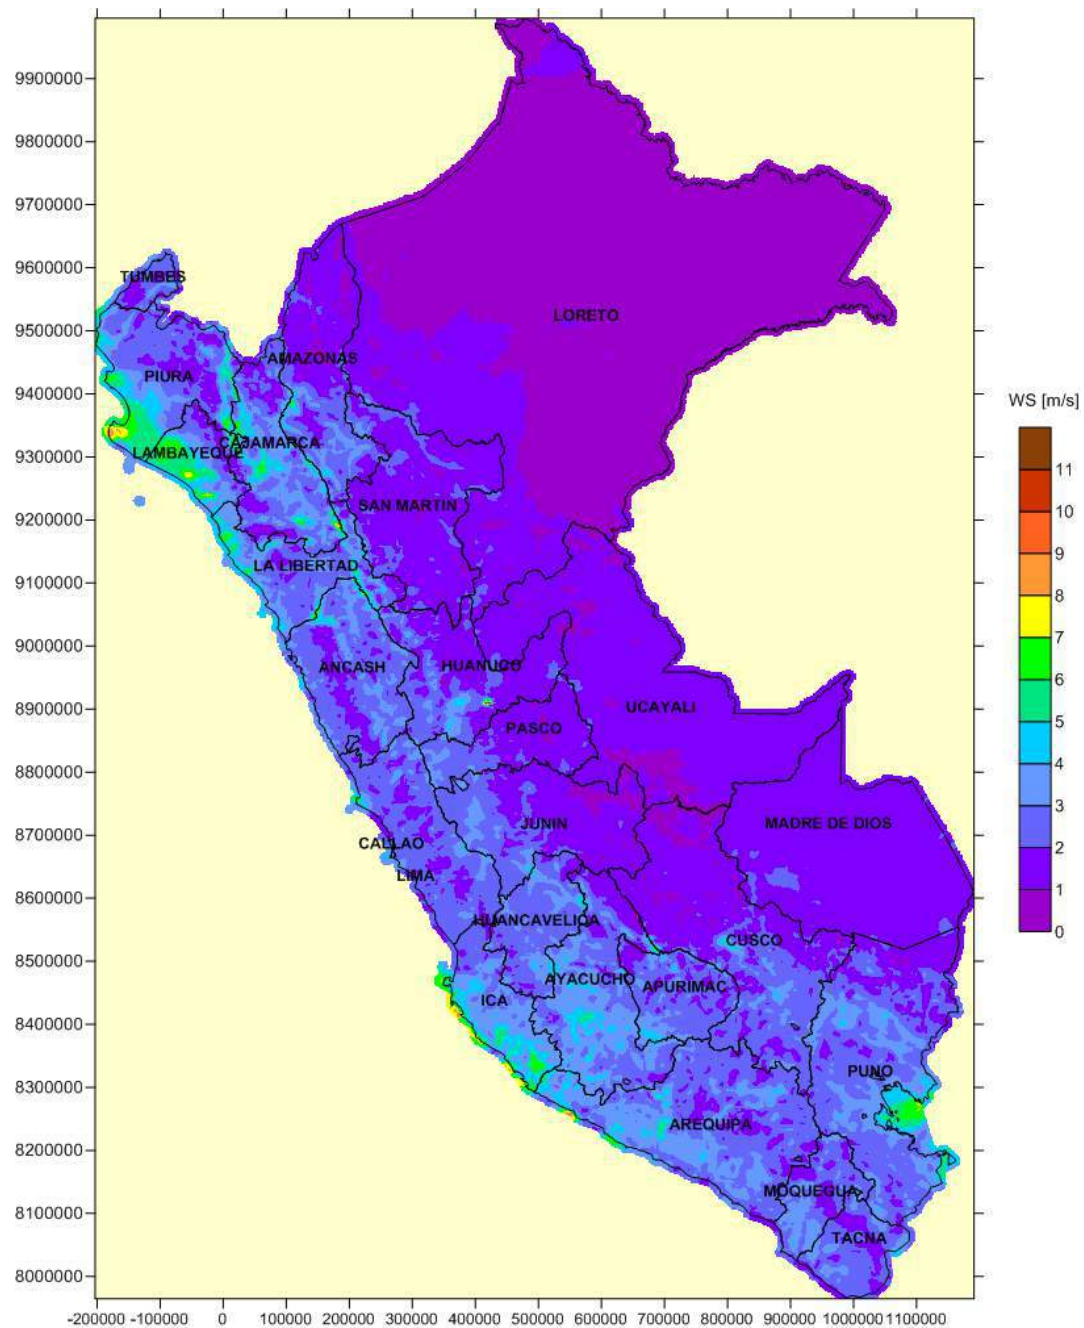 9900000
9800000
9700000
9600000
TUMBES
LORETO
9500000
AMAZONAS
PIURA
9400000
WS [m/s]
CAJAMARCA
LAMBAYEQUE
9300000
11
SAN MARTIN
10
9200000
9
LA LIBERTAD
9100000
8
7
9000000
ANCASH
HUANUCO
6
8900000
UCAYALI
PASCO
5
8800000
4
3
JUNIN
MADRE DE DIOS
8700000
CALLAO
2
LIMA
1
8600000
HUANCAVELICA
CUSCO
0
8500000
AYACUCHO
APURIMAC
ICA
8400000
PUNO
8300000
AREQUIPA
8200000
MOQUEGUA
8100000
TACNA
8000000
-200000 -100000 0 100000 200000 300000 400000 500000 600000 700000 800000 900000 1000000 1100000